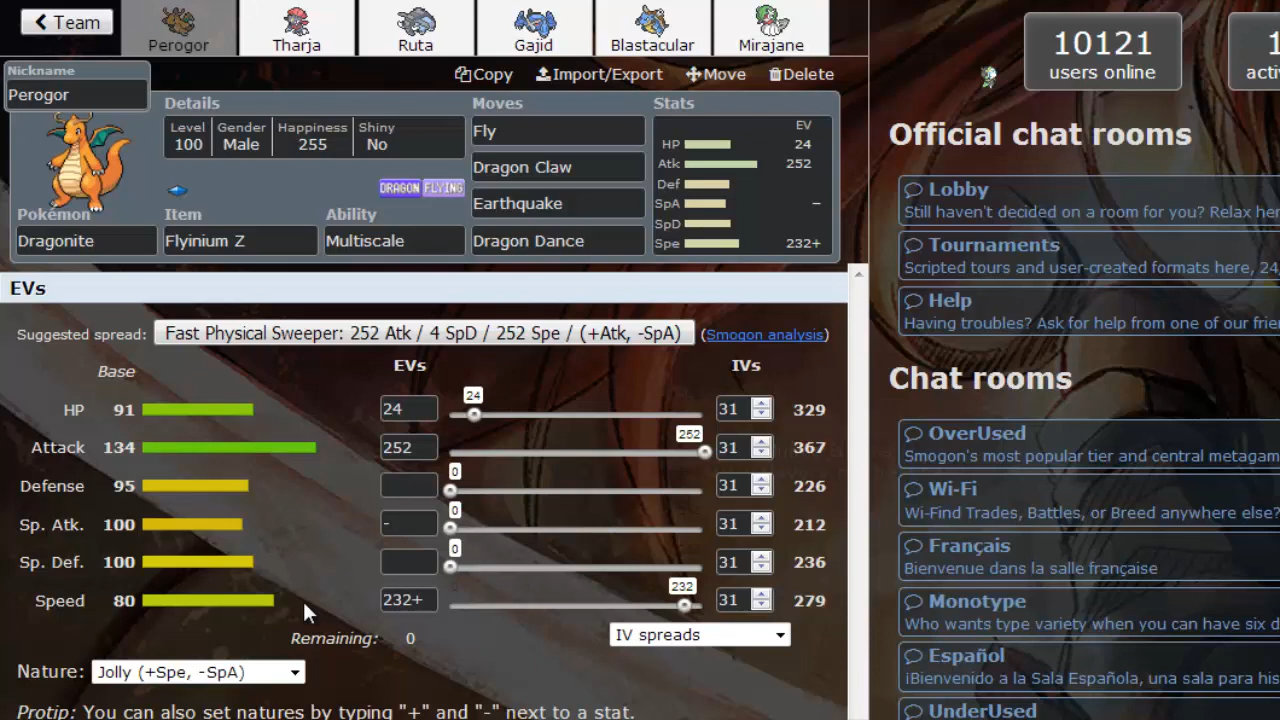 Team
Perogor
Tharja
Ruta
Gajid
Blastacular
Mirajane
Nickname
Perogor
Copy Import/Export Move Delete
Details
Level 100
Gender Male
Happiness 255
Shiny No
DRAGON FLYING
Pokémon
Dragonite
Item
Flyinium Z
Ability
Multiscale
Moves
Fly
Dragon Claw
Earthquake
Dragon Dance
Stats
EV
HP 24
Atk 252
Def
SpA –
SpD
Spe 232+
EVs
Suggested spread: Fast Physical Sweeper: 252 Atk / 4 SpD / 252 Spe / (+Atk, -SpA) (Smogon analysis)
Base EVs IVs
HP 91 24 24 31 329
Attack 134 252 252 31 367
Defense 95 0 31 226
Sp. Atk. 100 - 0 31 212
Sp. Def. 100 0 31 236
Speed 80 232+ 232 31 279
Remaining: 0
IV spreads
Nature: Jolly (+Spe, -SpA)
Protip: You can also set natures by typing "+" and "-" next to a stat.
10121
users online
1
acti
Official chat rooms
Lobby
Still haven't decided on a room for you? Relax her
Tournaments
Scripted tours and user-created formats here, 24,
Help
Having troubles? Ask for help from one of our frie
Chat rooms
OverUsed
Smogon's most popular tier and central metagam
Wi-Fi
Wi-Find Trades, Battles, or Breed anywhere else?
Français
Bienvenue dans la salle française
Monotype
Who wants type variety when you can have six d
Español
¡Bienvenido a la Sala Española, una sala para his
UnderUsed